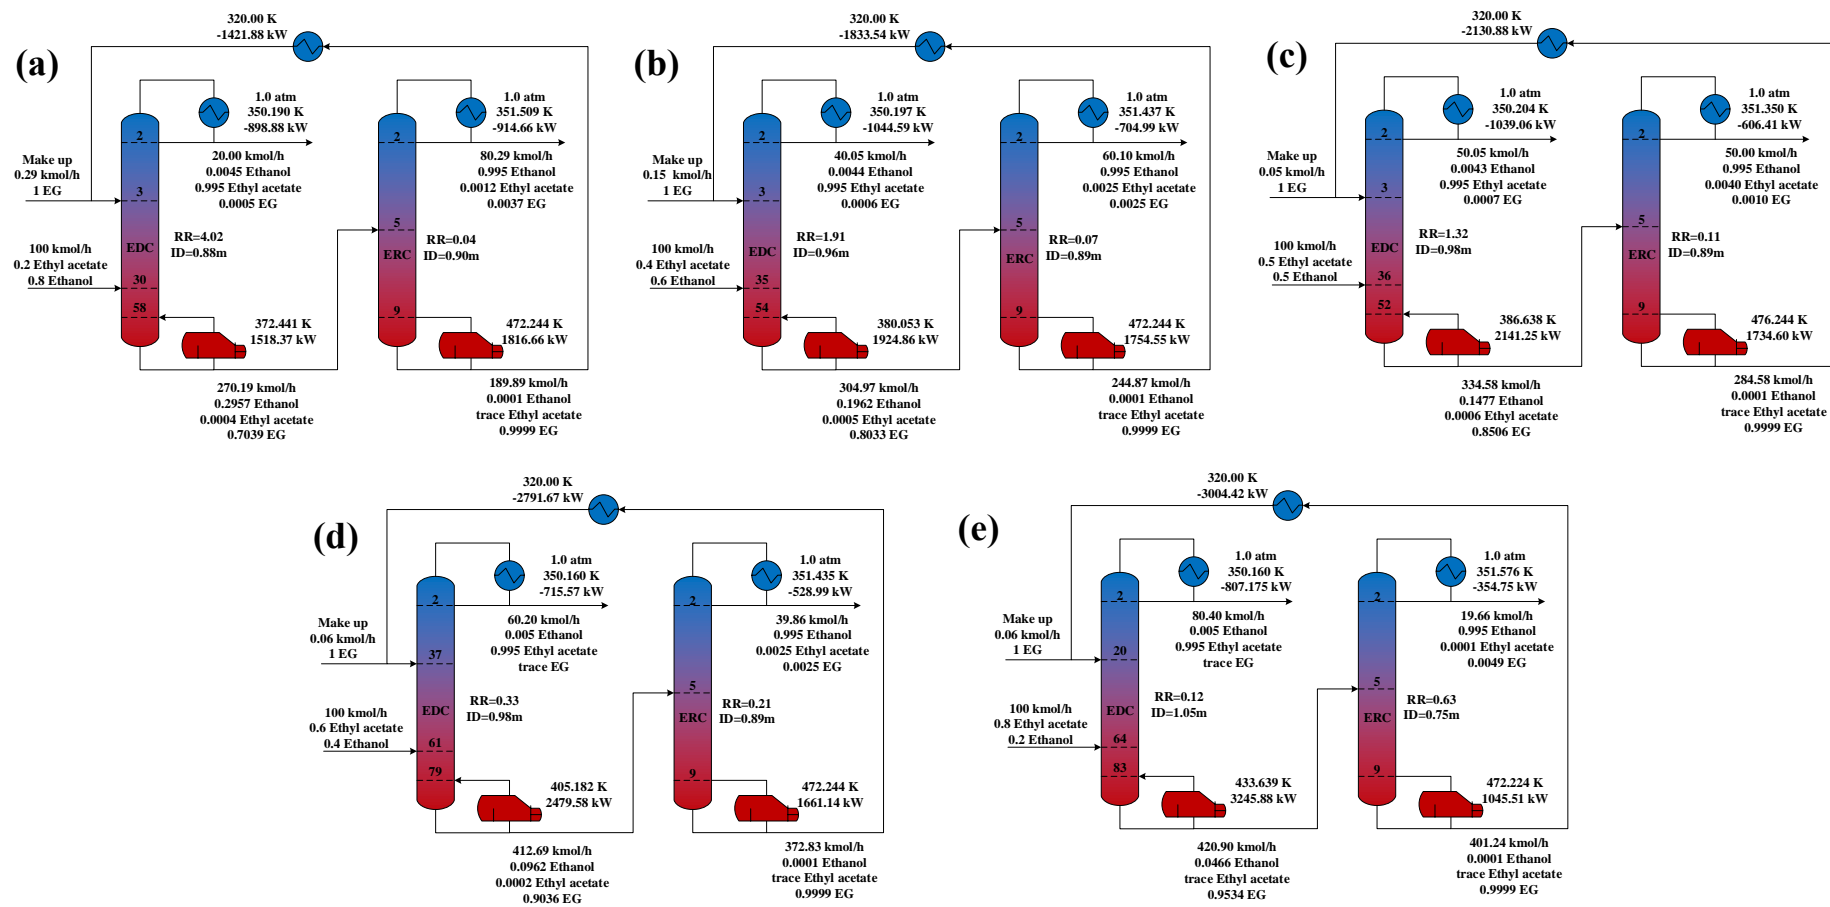 (a)
320.00 K
-1421.88 kW
1.0 atm
350.190 K
-898.88 kW
1.0 atm
351.509 K
-914.66 kW
2
2
20.00 kmol/h
0.0045 Ethanol
0.995 Ethyl acetate
0.0005 EG
80.29 kmol/h
0.995 Ethanol
0.0012 Ethyl acetate
0.0037 EG
Make up
0.29 kmol/h
1 EG
3
5
EDC
RR=4.02
ID=0.88m
ERC
RR=0.04
ID=0.90m
100 kmol/h
0.2 Ethyl acetate
0.8 Ethanol
30
58
9
372.441 K
1518.37 kW
472.244 K
1816.66 kW
270.19 kmol/h
0.2957 Ethanol
0.0004 Ethyl acetate
0.7039 EG
189.89 kmol/h
0.0001 Ethanol
trace Ethyl acetate
0.9999 EG
(b)
320.00 K
-1833.54 kW
1.0 atm
350.197 K
-1044.59 kW
1.0 atm
351.437 K
-704.99 kW
2
2
40.05 kmol/h
0.0044 Ethanol
0.995 Ethyl acetate
0.0006 EG
60.10 kmol/h
0.995 Ethanol
0.0025 Ethyl acetate
0.0025 EG
Make up
0.15 kmol/h
1 EG
3
5
EDC
RR=1.91
ID=0.96m
ERC
RR=0.07
ID=0.89m
100 kmol/h
0.4 Ethyl acetate
0.6 Ethanol
35
54
9
380.053 K
1924.86 kW
472.244 K
1754.55 kW
304.97 kmol/h
0.1962 Ethanol
0.0005 Ethyl acetate
0.8033 EG
244.87 kmol/h
0.0001 Ethanol
trace Ethyl acetate
0.9999 EG
(c)
320.00 K
-2130.88 kW
1.0 atm
350.204 K
-1039.06 kW
1.0 atm
351.350 K
-606.41 kW
2
2
50.05 kmol/h
0.0043 Ethanol
0.995 Ethyl acetate
0.0007 EG
50.00 kmol/h
0.995 Ethanol
0.0040 Ethyl acetate
0.0010 EG
Make up
0.05 kmol/h
1 EG
3
5
EDC
RR=1.32
ID=0.98m
ERC
RR=0.11
ID=0.89m
100 kmol/h
0.5 Ethyl acetate
0.5 Ethanol
36
52
9
386.638 K
2141.25 kW
476.244 K
1734.60 kW
334.58 kmol/h
0.1477 Ethanol
0.0006 Ethyl acetate
0.8506 EG
284.58 kmol/h
0.0001 Ethanol
trace Ethyl acetate
0.9999 EG
(d)
320.00 K
-2791.67 kW
1.0 atm
350.160 K
-715.57 kW
1.0 atm
351.435 K
-528.99 kW
2
2
60.20 kmol/h
0.005 Ethanol
0.995 Ethyl acetate
trace EG
39.86 kmol/h
0.995 Ethanol
0.0025 Ethyl acetate
0.0025 EG
Make up
0.06 kmol/h
1 EG
37
5
EDC
RR=0.33
ID=0.98m
ERC
RR=0.21
ID=0.89m
100 kmol/h
0.6 Ethyl acetate
0.4 Ethanol
61
79
9
405.182 K
2479.58 kW
472.244 K
1661.14 kW
412.69 kmol/h
0.0962 Ethanol
0.0002 Ethyl acetate
0.9036 EG
372.83 kmol/h
0.0001 Ethanol
trace Ethyl acetate
0.9999 EG
(e)
320.00 K
-3004.42 kW
1.0 atm
350.160 K
-807.175 kW
1.0 atm
351.576 K
-354.75 kW
2
2
80.40 kmol/h
0.005 Ethanol
0.995 Ethyl acetate
trace EG
19.66 kmol/h
0.995 Ethanol
0.0001 Ethyl acetate
0.0049 EG
Make up
0.06 kmol/h
1 EG
20
5
EDC
RR=0.12
ID=1.05m
ERC
RR=0.63
ID=0.75m
100 kmol/h
0.8 Ethyl acetate
0.2 Ethanol
64
83
9
433.639 K
3245.88 kW
472.224 K
1045.51 kW
420.90 kmol/h
0.0466 Ethanol
trace Ethyl acetate
0.9534 EG
401.24 kmol/h
0.0001 Ethanol
trace Ethyl acetate
0.9999 EG